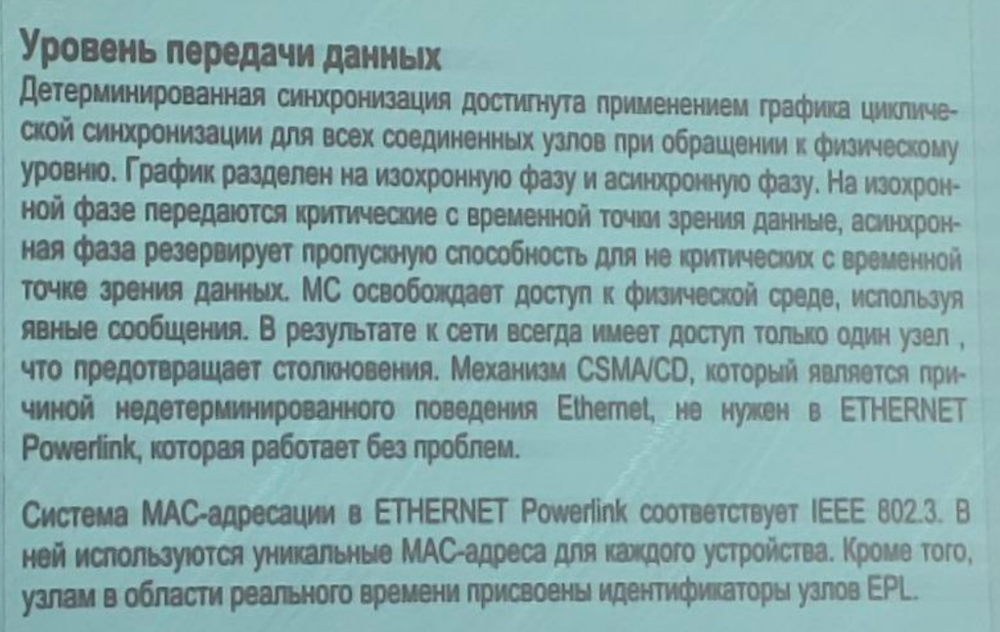 Уровень передачи данных
Детерминированная синхронизация достигнута применением графика цикличе-
ской синхронизации для всех соединенных узлов при обращении к физическому
уровню. График разделен на изохронную фазу и асинхронную фазу. На изохрон-
ной фазе передаются критические с временной точки зрения данные, асинхрон-
ная фаза резервирует пропускную способность для не критических с временной
точке зрения данных. МС освобождает доступ к физической среде, используя
явные сообщения. В результате к сети всегда имеет доступ только один узел ,
что предотвращает столкновения. Механизм CSMA/CD, который является при-
чиной недетерминированного поведения Ethernet, не нужен в ETHERNET
Powerlink, которая работает без проблем.
Система MAC-адресации в ETHERNET Powerlink соответствует IEEE 802.3. В
ней используются уникальные MAC-адреса для каждого устройства. Кроме того,
узлам в области реального времени присвоены идентификаторы узлов EPL.